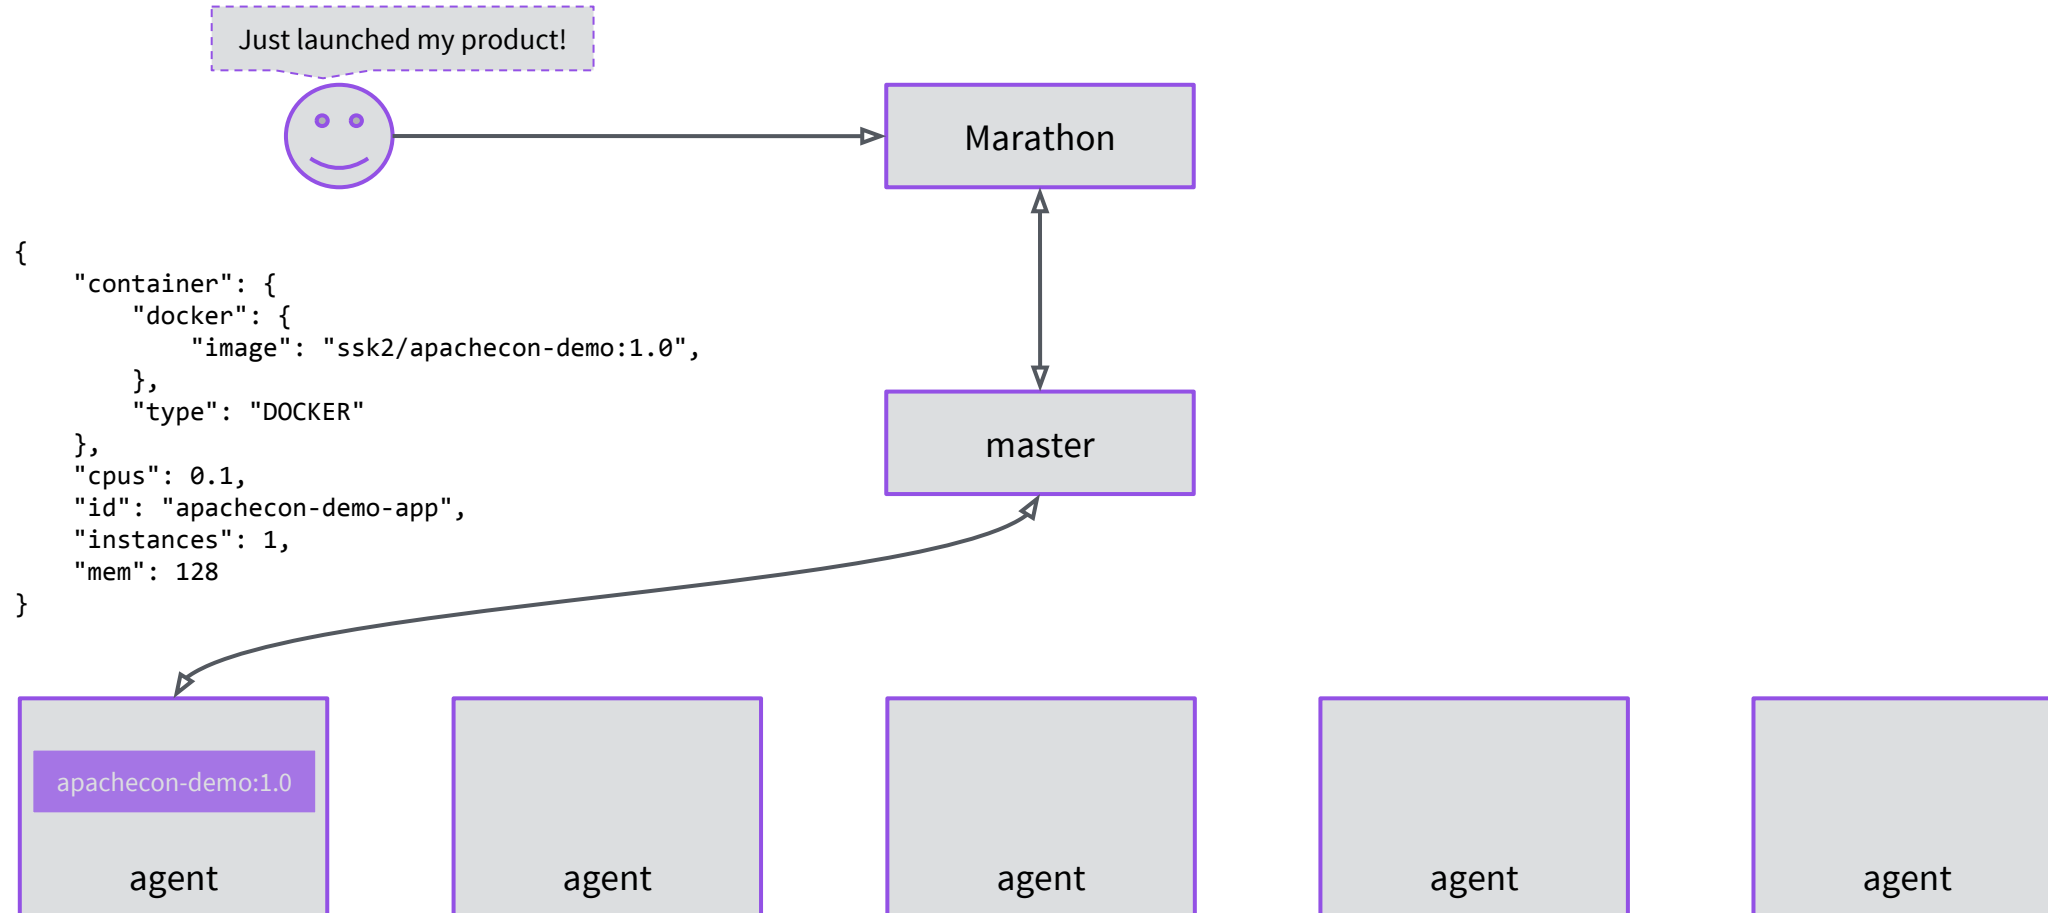 Just launched my product!
Marathon
{
    "container": {
        "docker": {
            "image": "ssk2/apachecon-demo:1.0",
        },
        "type": "DOCKER"
    },
    "cpus": 0.1,
    "id": "apachecon-demo-app",
    "instances": 1,
    "mem": 128
}
master
apachecon-demo:1.0
agent
agent
agent
agent
agent